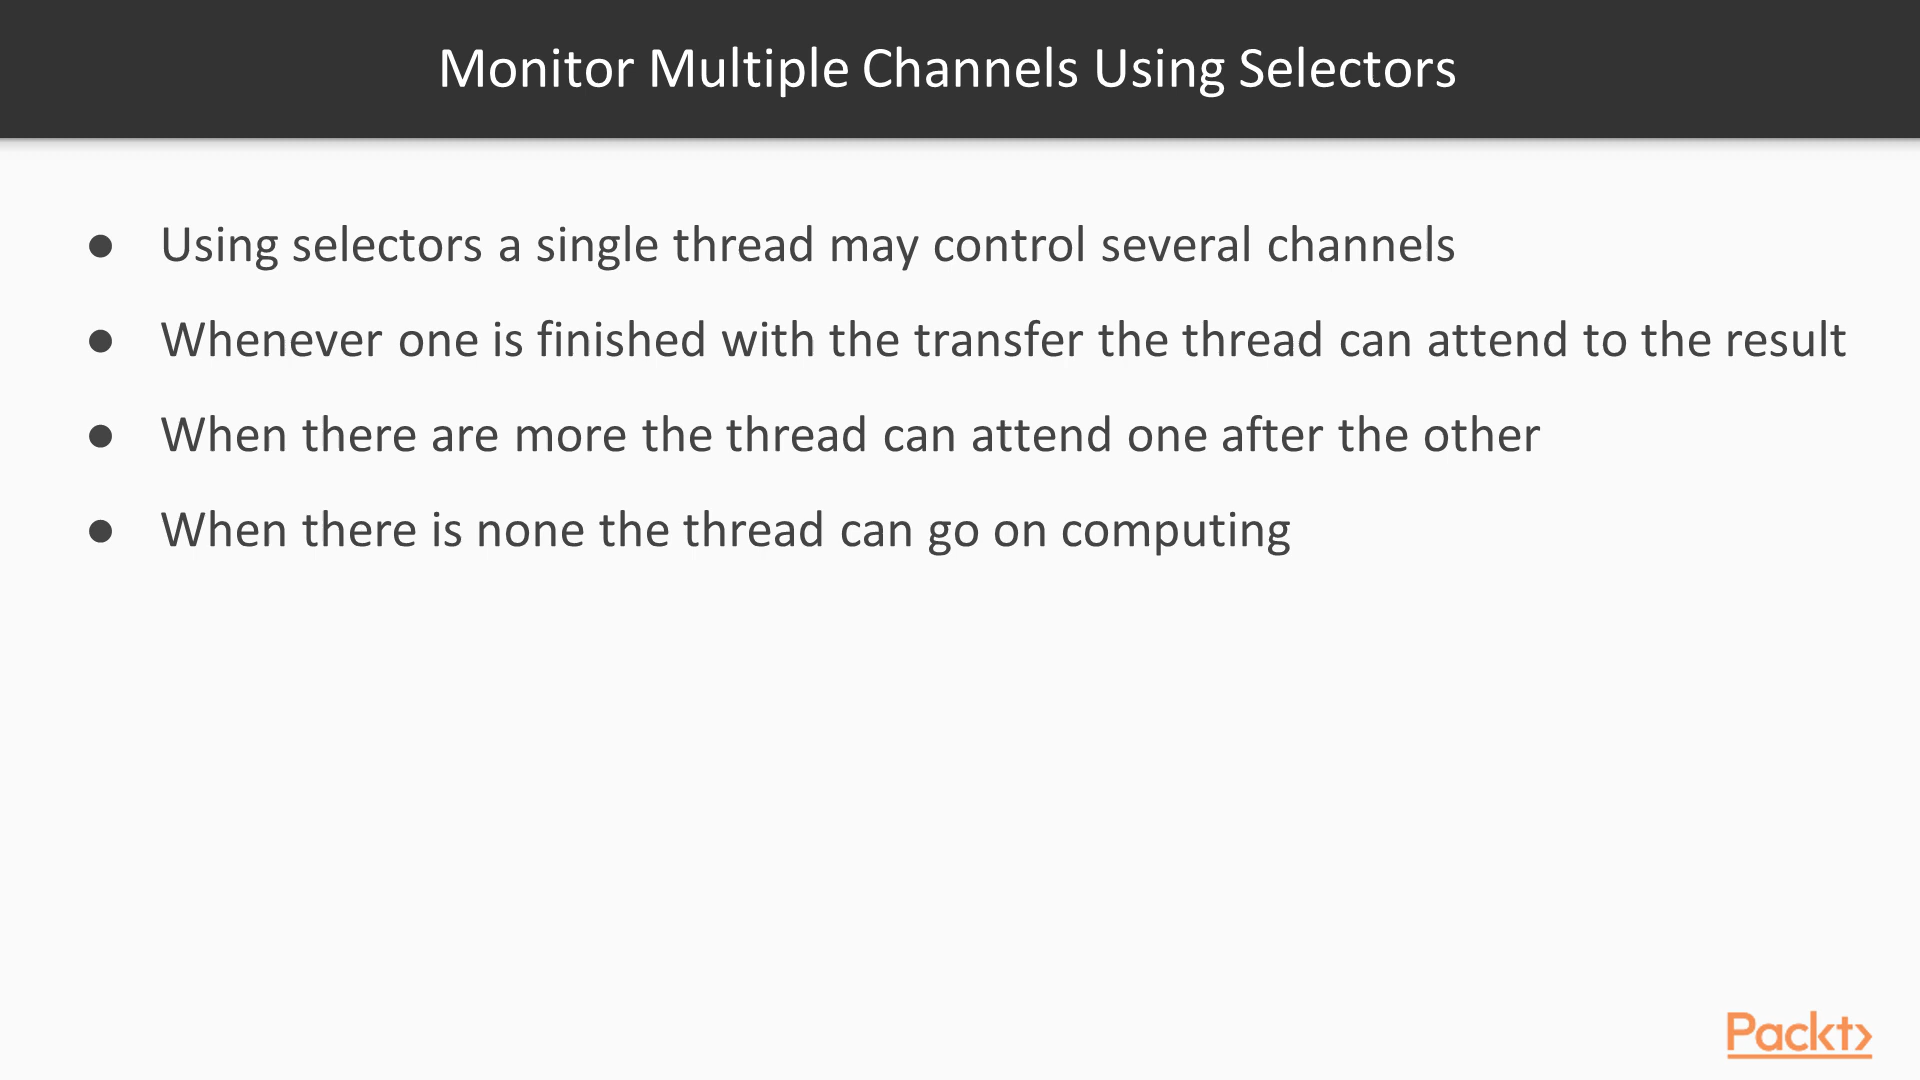 Monitor Multiple Channels Using Selectors
● Using selectors a single thread may control several channels
● Whenever one is finished with the transfer the thread can attend to the result
● When there are more the thread can attend one after the other
● When there is none the thread can go on computing
Packt>